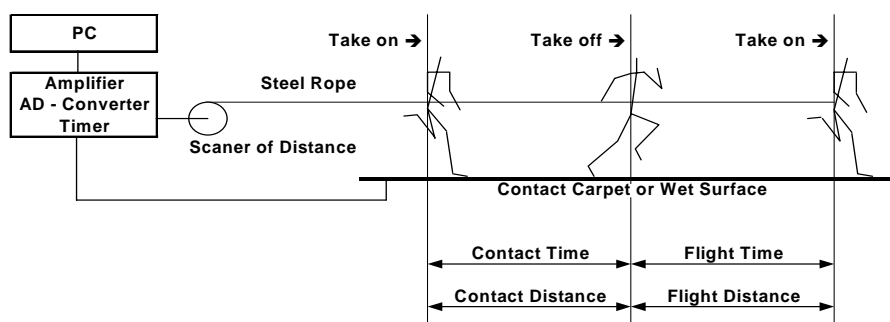 PC
Amplifier
AD - Converter
Timer
Steel Rope
Scaner of Distance
Take on ➔
Take off ➔
Take on ➔
Contact Carpet or Wet Surface
Contact Time
Flight Time
Contact Distance
Flight Distance